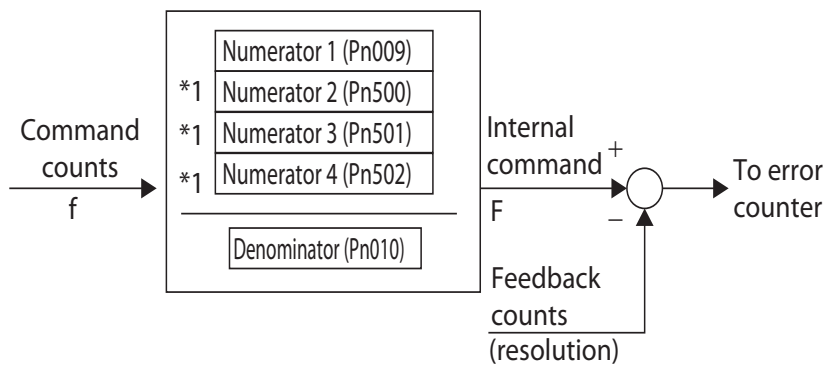 Command
counts
f
Numerator 1 (Pn009)
*1 Numerator 2 (Pn500)
*1 Numerator 3 (Pn501)
*1 Numerator 4 (Pn502)
Denominator (Pn010)
Internal
command
F
+
−
To error
counter
Feedback
counts
(resolution)